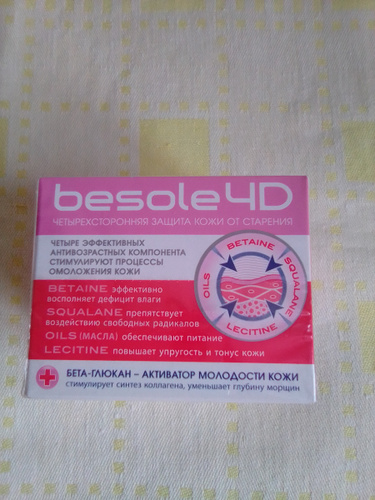 besole4D
ЧЕТЫРЕХСТОРОННЯЯ ЗАЩИТА КОЖИ ОТ СТАРЕНИЯ
ЧЕТЫРЕ ЭФФЕКТИВНЫХ
АНТИВОЗРАСТНЫХ КОМПОНЕНТА
СТИМУЛИРУЮТ ПРОЦЕССЫ
ОМОЛОЖЕНИЯ КОЖИ
BETAINE эффективно
восполняет дефицит влаги
SQUALANE препятствует
воздействию свободных радикалов
OILS (МАСЛА) обеспечивают питание
LECITINE повышает упругость и тонус кожи
BETAINE
SQUALANE
LECITINE
OILS
БЕТА-ГЛЮКАН – АКТИВАТОР МОЛОДОСТИ КОЖИ
стимулирует синтез коллагена, уменьшает глубину морщин